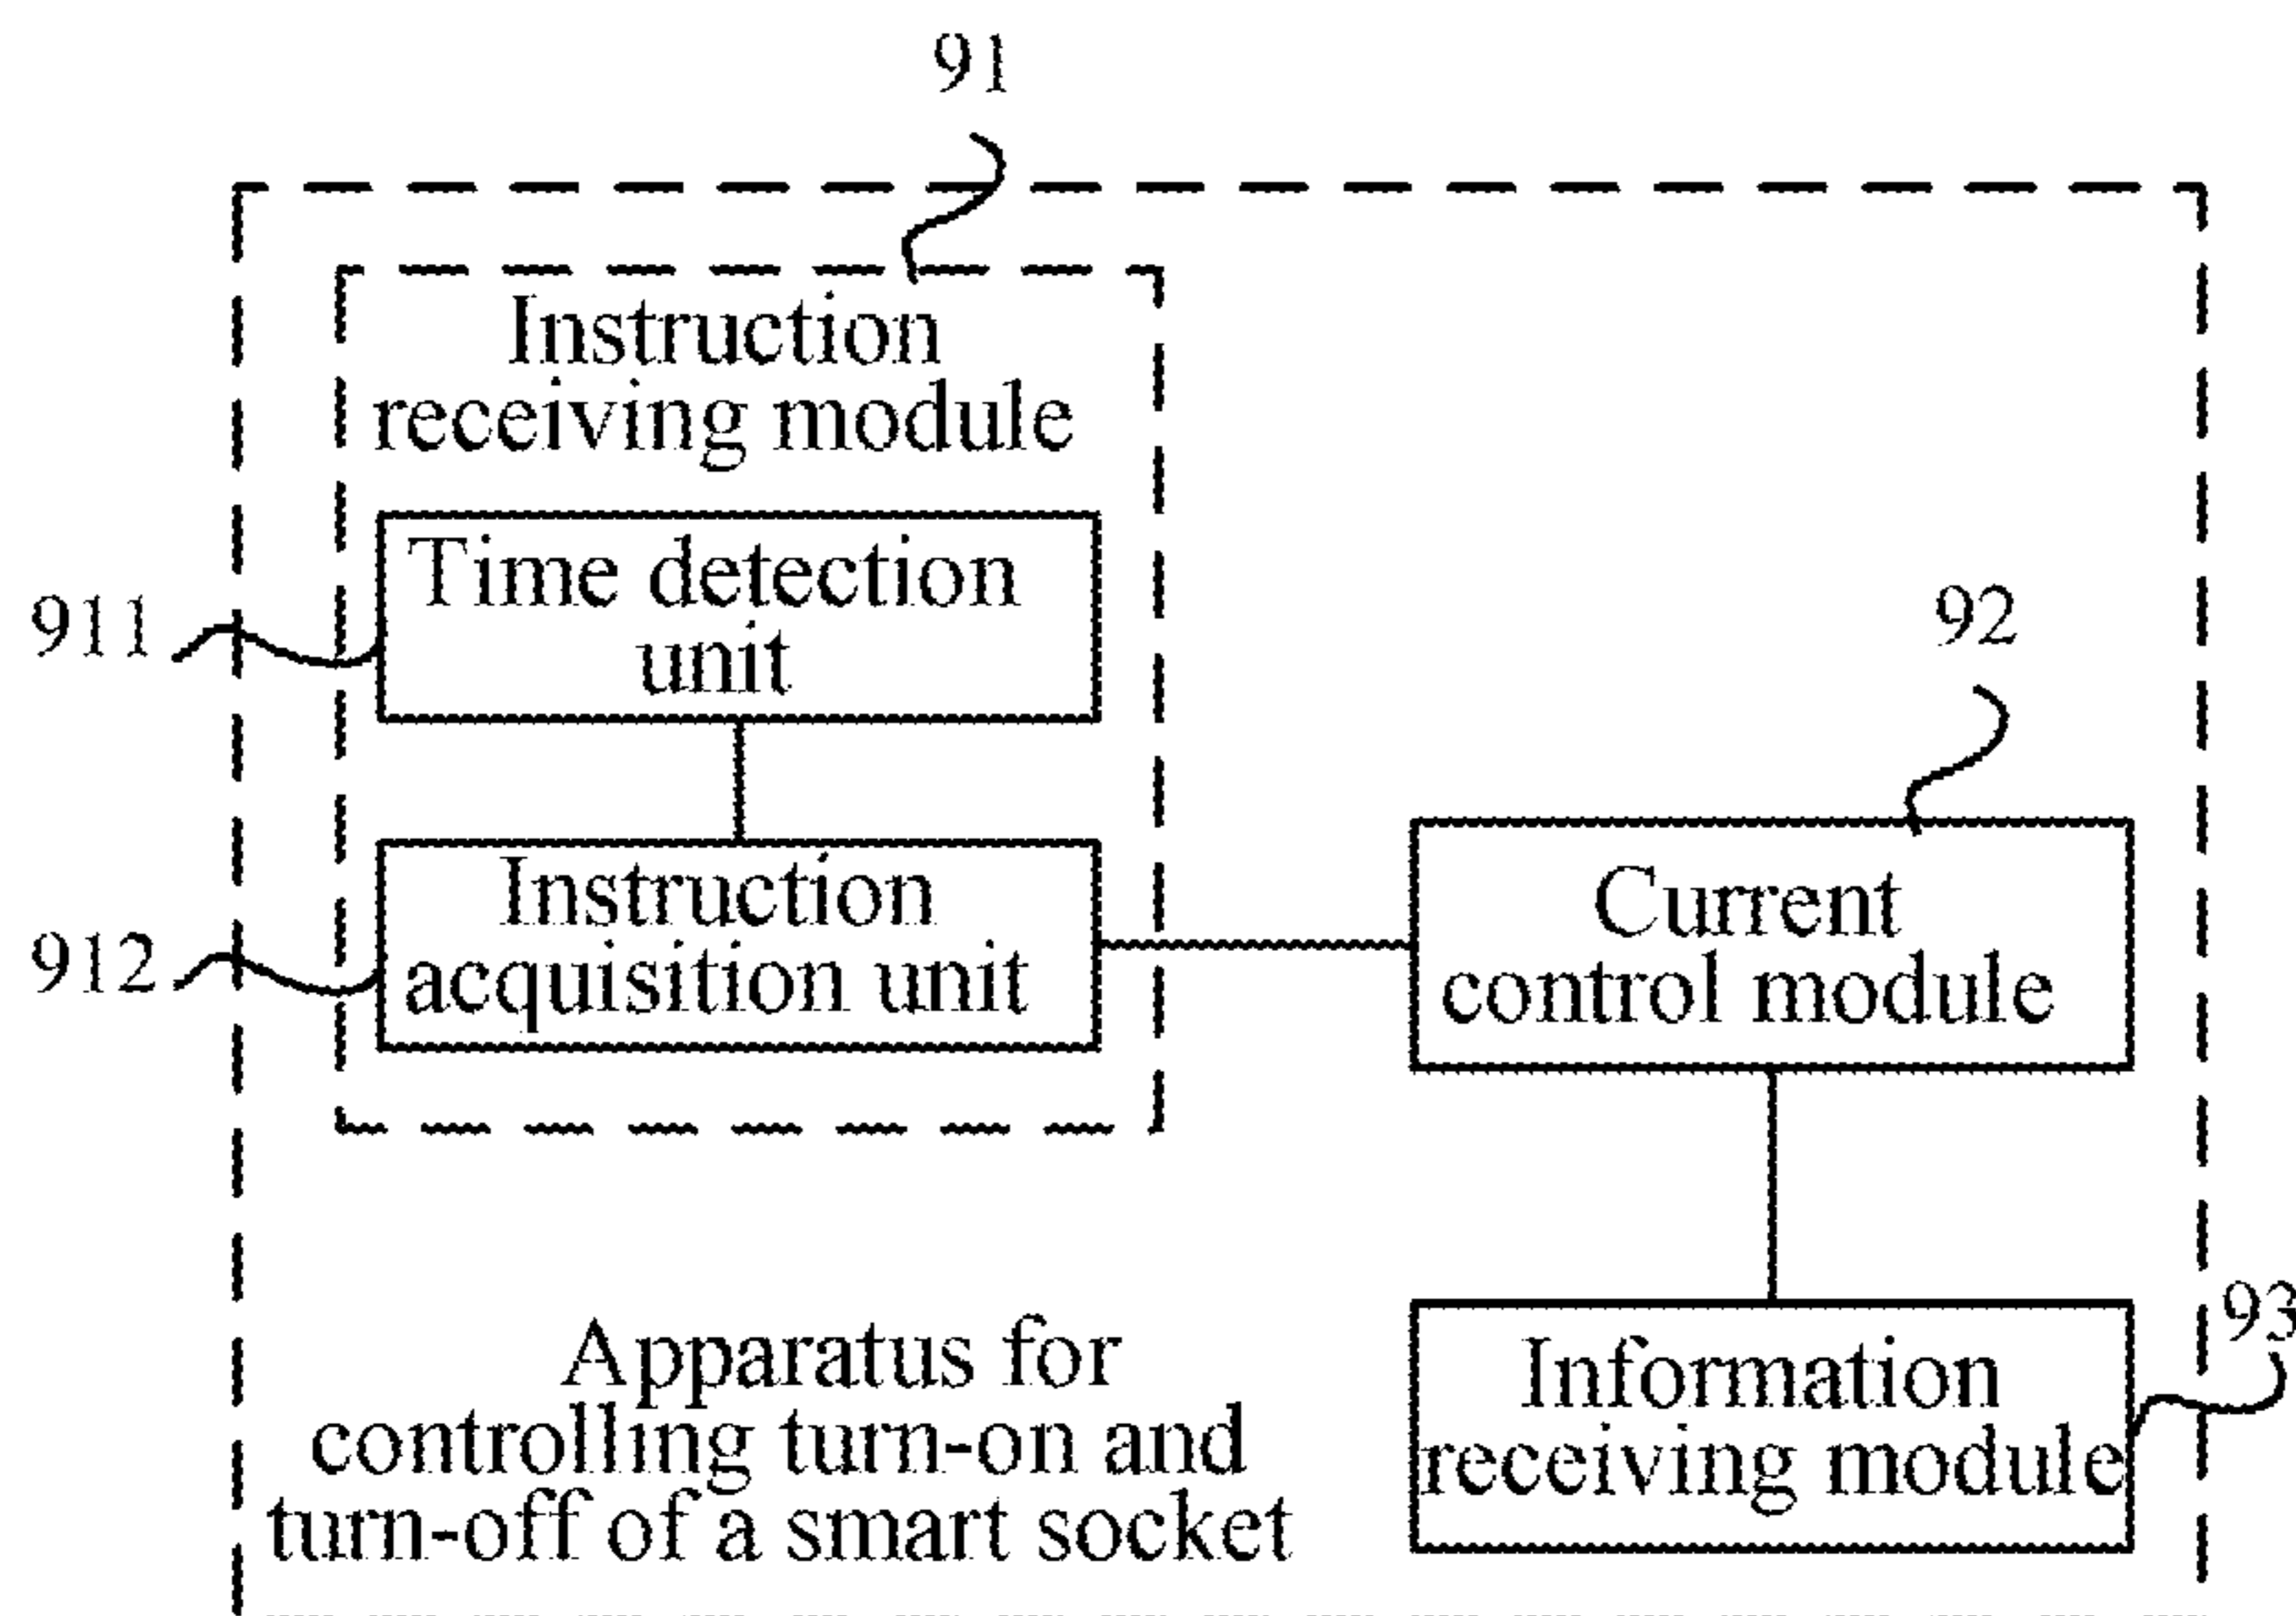 91
Instruction
receiving module
Time detection
unit
911
92
Instruction
acquisition unit
912
Current
control module
93
Information
receiving module
Apparatus for
controlling turn-on and
turn-off of a smart socket